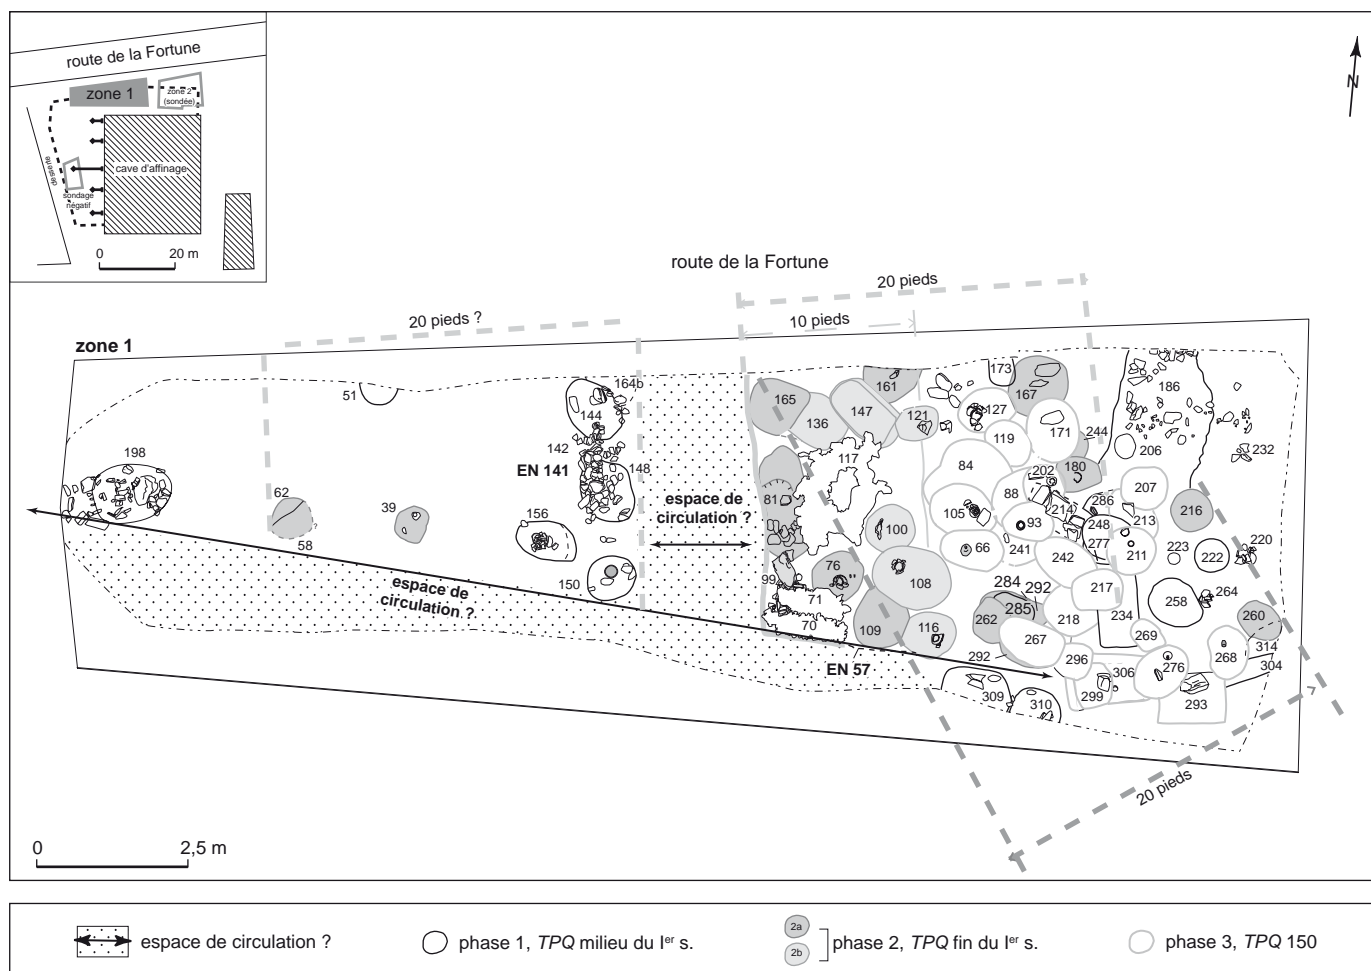 route de la Fortune
zone 1
zone 2
(sondée)
desente
cave d'affinage
sondage
négatif
0 20 m
N
route de la Fortune
20 pieds
20 pieds ?
10 pieds
zone 1
51
164b
144
142
EN 141
148
198
62
58
?
39
156
150
espace de
circulation ?
espace de
circulation ?
161
165
136
147
121
117
81
100
99
76
71
70
108
109
116
EN 57
173
167
127
119
171
244
84
202
180
88
214
105
93
286
248
277
66
241
242
207
213
211
217
284
292
285
262
218
267
292
234
269
296
306
276
299
293
309
310
186
206
232
216
223
222
220
258
264
260
268
314
304
20 pieds
0 2,5 m
espace de circulation ?
phase 1, TPQ milieu du Ier s.
2a
2b
phase 2, TPQ fin du Ier s.
phase 3, TPQ 150